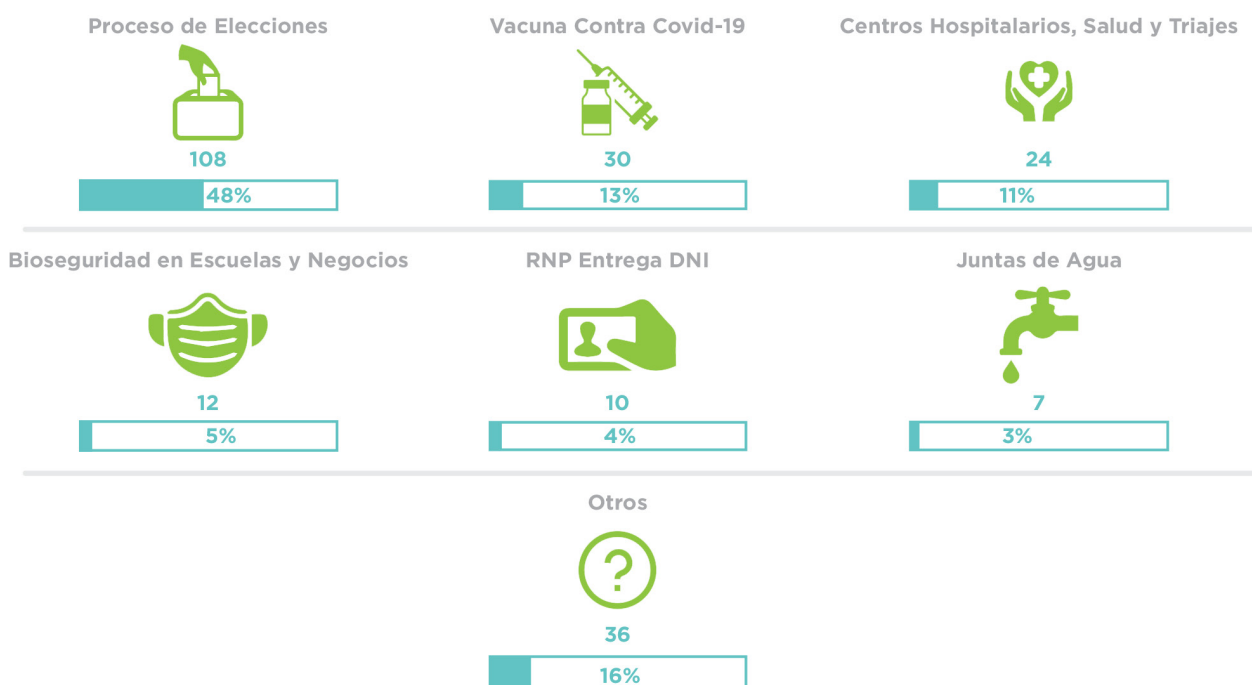 Proceso de Elecciones
Vacuna Contra Covid-19
Centros Hospitalarios, Salud y Triajes
108
30
24
48%
13%
11%
Bioseguridad en Escuelas y Negocios
RNP Entrega DNI
Juntas de Agua
12
10
7
5%
4%
3%
Otros
?
36
16%